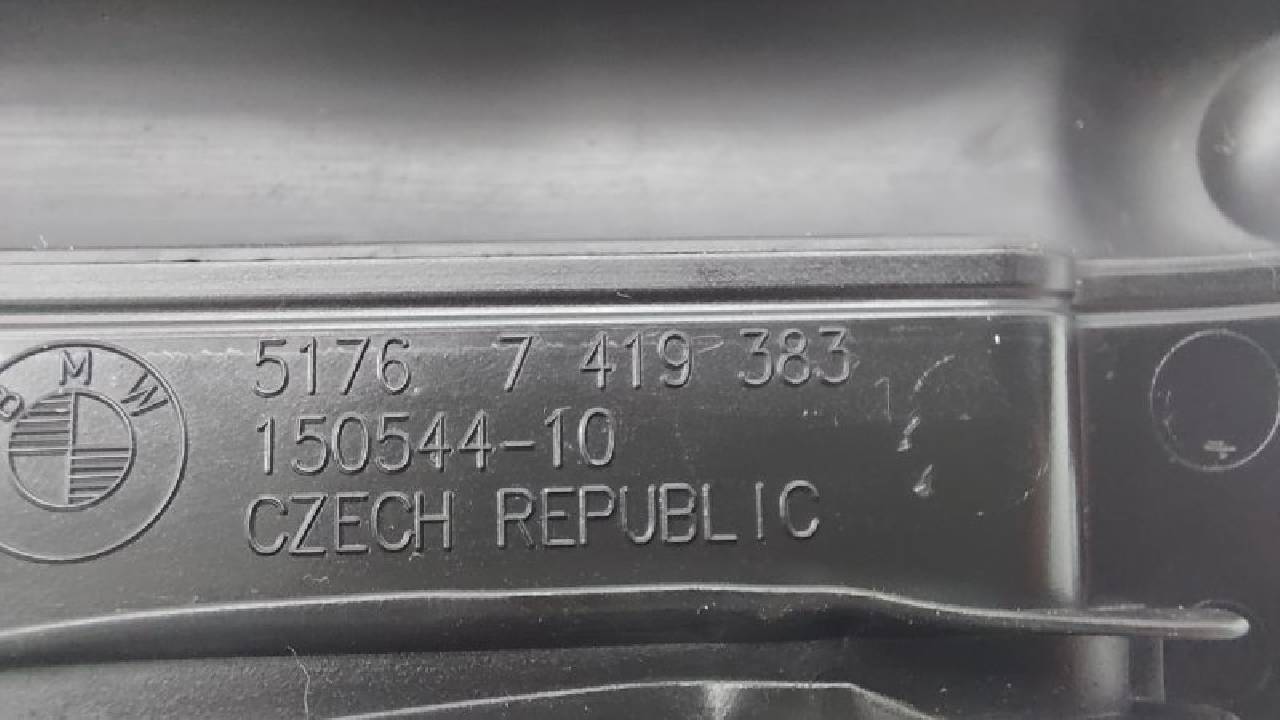 BMW
5176 7 419 383
150544-10
CZECH REPUBLIC